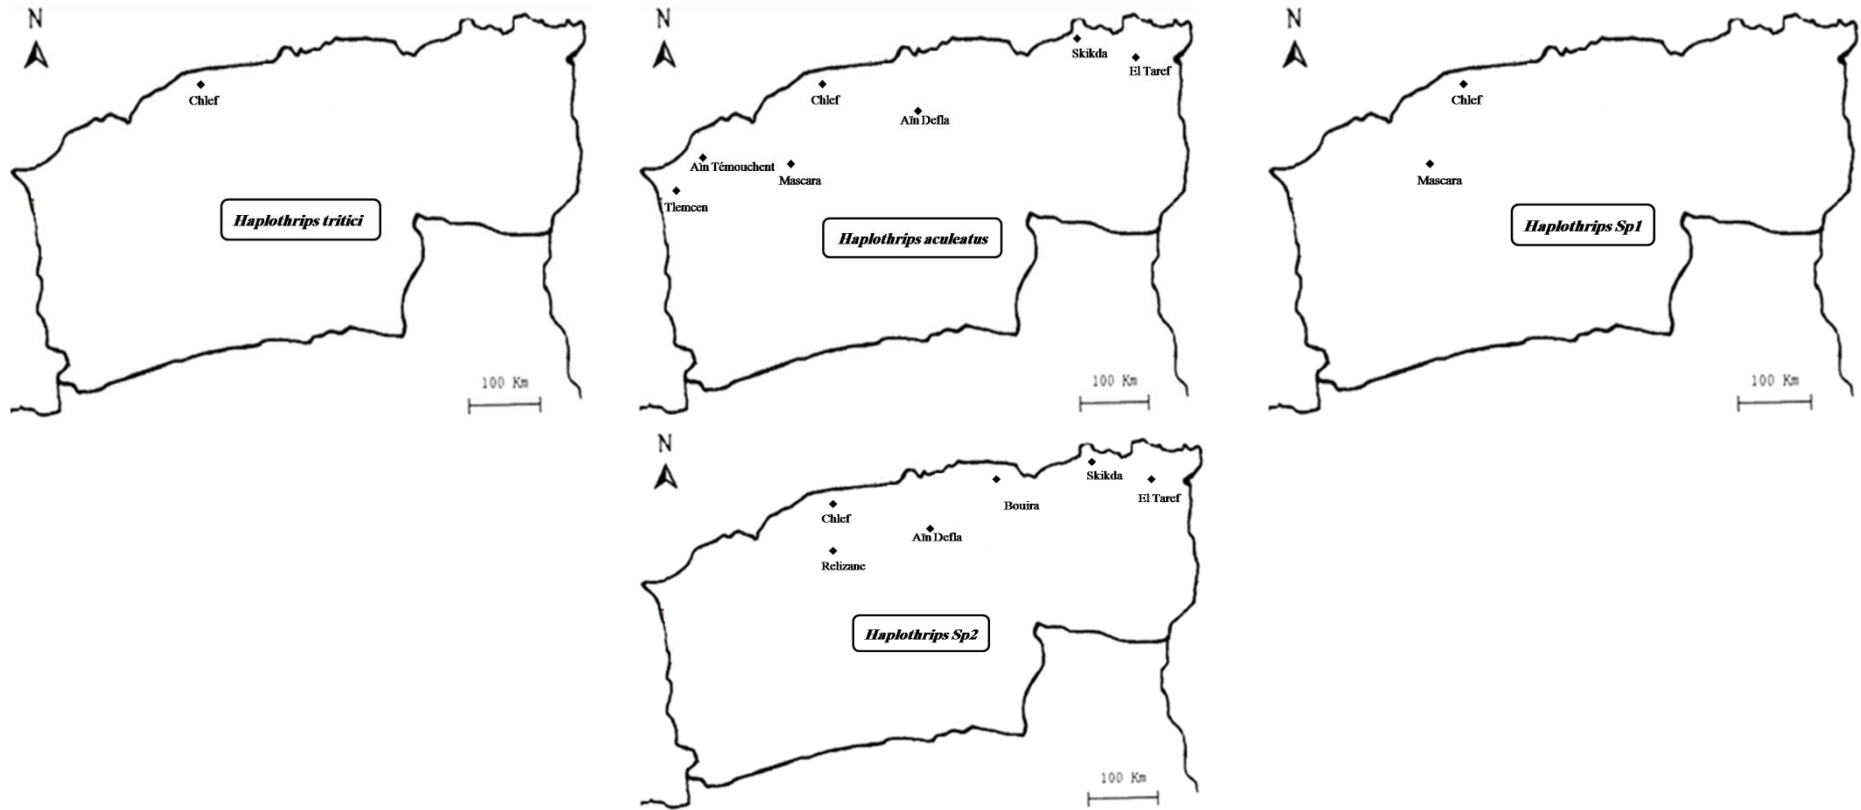 N
Chlef
Haplothrips tritici
100 Km
N
Skikda
El Taref
Chlef
Aïn Defla
Aïn Témouchent
Mascara
Tlemcen
Haplothrips aculeatus
100 Km
N
Chlef
Mascara
Haplothrips Sp1
100 Km
N
Skikda
El Taref
Bouira
Chlef
Aïn Defla
Relizane
Haplothrips Sp2
100 Km